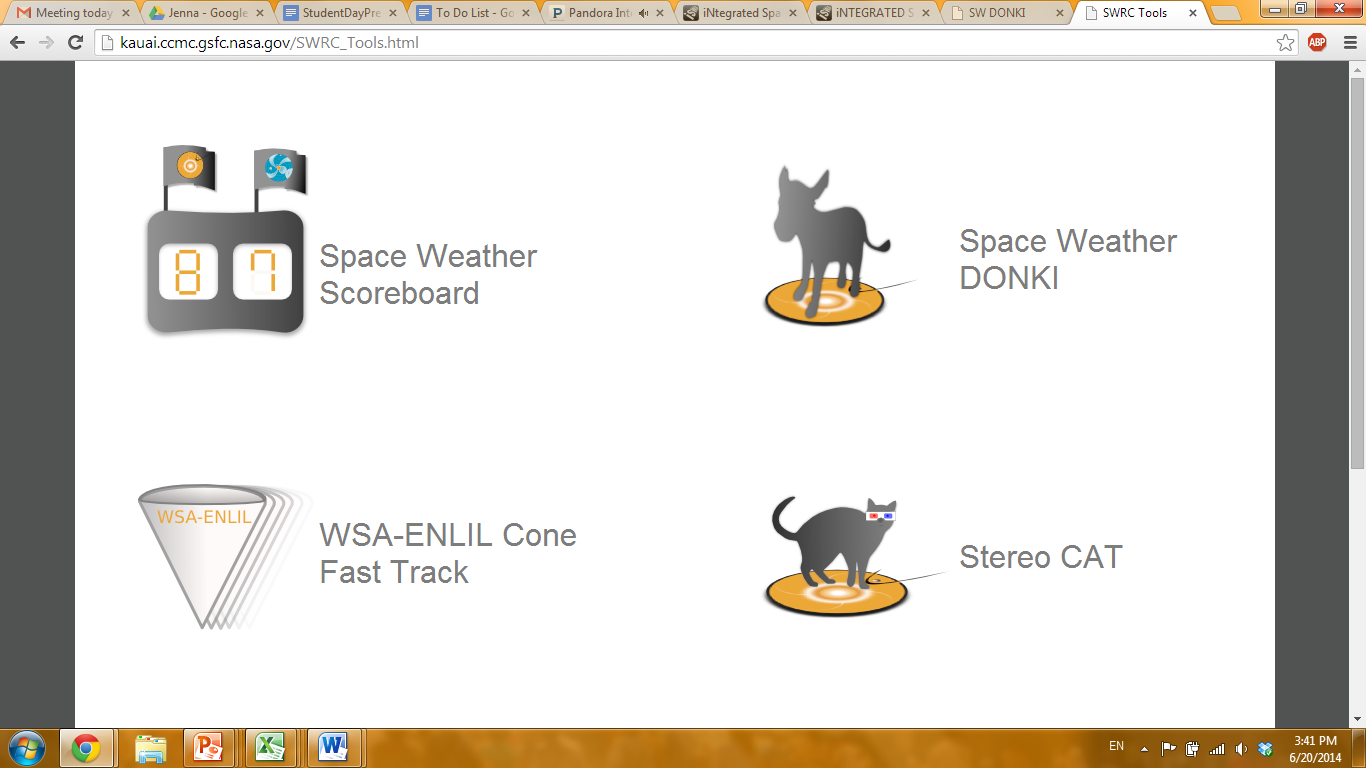 Meeting today
Jenna - Google
StudentDayPre
To Do List - Go
Pandora Inte
iNtegrated Spa
iNTEGRATED S
SW DONKI
SWRC Tools
kauai.ccmc.gsfc.nasa.gov/SWRC_Tools.html
ABP
87
Space Weather
Scoreboard
Space Weather
DONKI
WSA-ENLIL
WSA-ENLIL Cone
Fast Track
Stereo CAT
EN
3:41 PM
6/20/2014